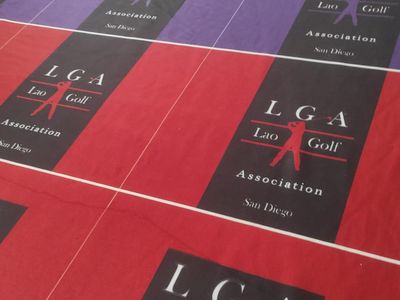 Association
San Diego
Lao Golf
Association
San Diego
LGA
Lao Golf
Association
San Diego
LGA
Lao Golf
Association
San Diego
LGA